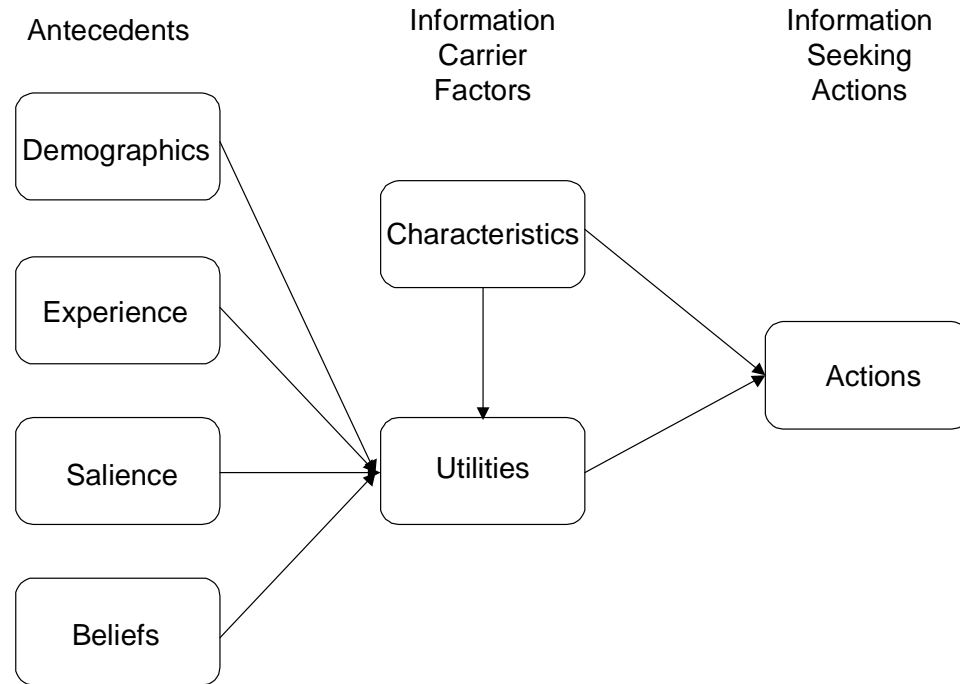 Antecedents
Information
Carrier
Factors
Information
Seeking
Actions
Demographics
Experience
Salience
Beliefs
Characteristics
Utilities
Actions